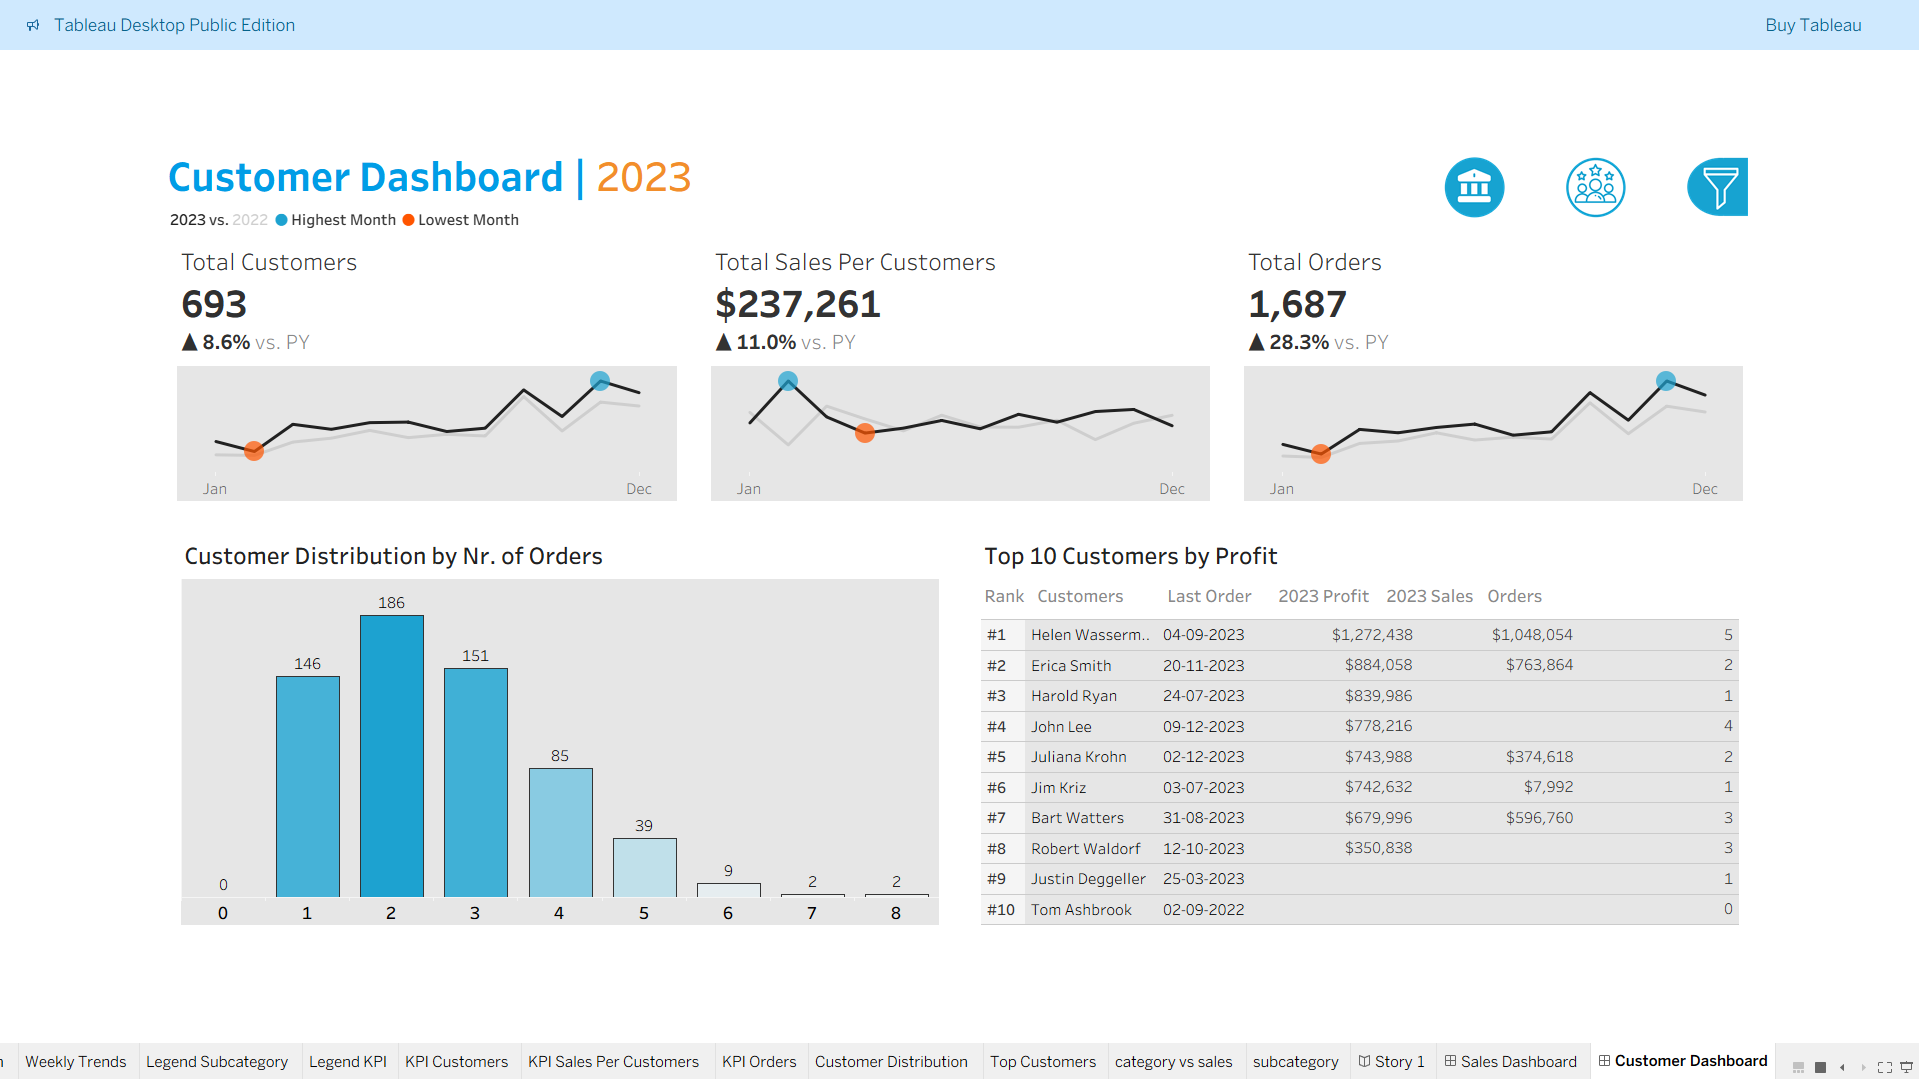 Tableau Desktop Public Edition
Buy Tableau
Customer Dashboard | 2023
2023 vs. 2022 Highest Month Lowest Month
Total Customers
693
▲ 8.6% vs. PY
Jan Dec
Total Sales Per Customers
$237,261
▲ 11.0% vs. PY
Jan Dec
Total Orders
1,687
▲ 28.3% vs. PY
Jan Dec
Customer Distribution by Nr. of Orders
0 146 186 151 85 39 9 2 2
0 1 2 3 4 5 6 7 8
Top 10 Customers by Profit
Rank Customers Last Order 2023 Profit 2023 Sales Orders
#1 Helen Wasserm.. 04-09-2023 $1,272,438 $1,048,054 5
#2 Erica Smith 20-11-2023 $884,058 $763,864 2
#3 Harold Ryan 24-07-2023 $839,986 1
#4 John Lee 09-12-2023 $778,216 4
#5 Juliana Krohn 02-12-2023 $743,988 $374,618 2
#6 Jim Kriz 03-07-2023 $742,632 $7,992 1
#7 Bart Watters 31-08-2023 $679,996 $596,760 3
#8 Robert Waldorf 12-10-2023 $350,838 3
#9 Justin Deggeller 25-03-2023 1
#10 Tom Ashbrook 02-09-2022 0
Weekly Trends Legend Subcategory Legend KPI KPI Customers KPI Sales Per Customers KPI Orders Customer Distribution Top Customers category vs sales subcategory Story 1 Sales Dashboard Customer Dashboard